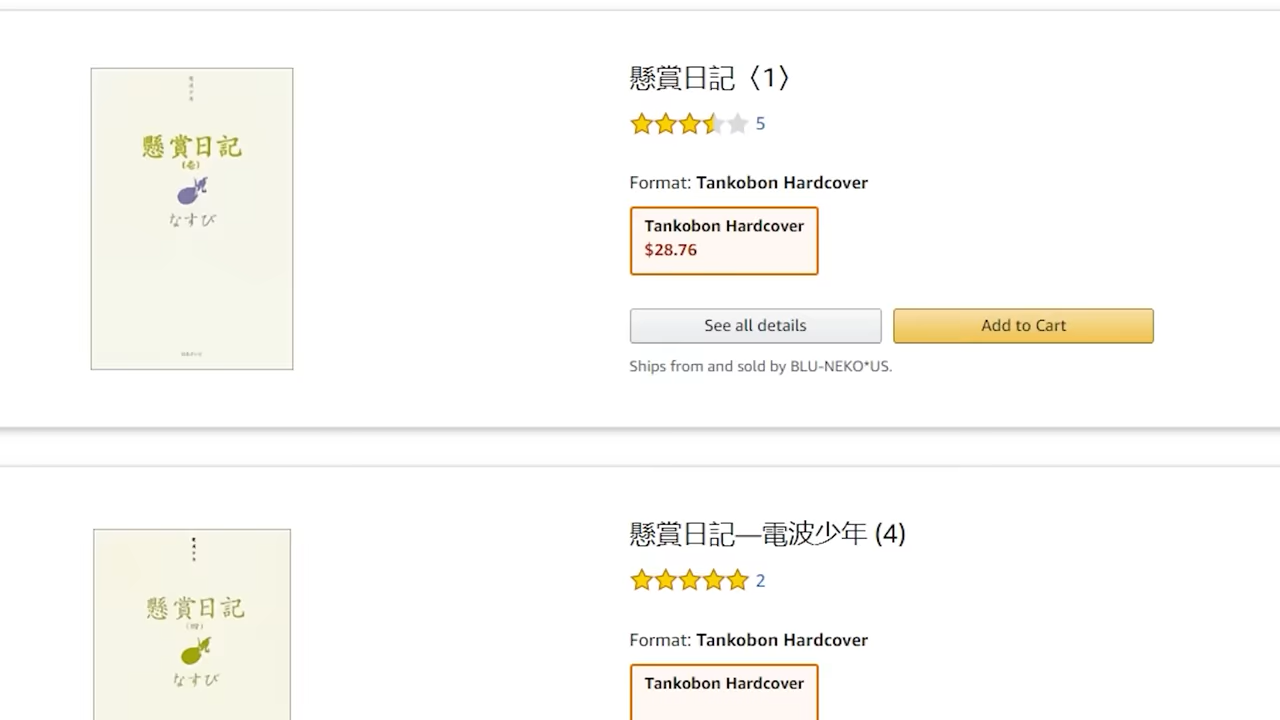 懸賞日記〈1〉
5
Format: Tankobon Hardcover
Tankobon Hardcover
$28.76
See all details
Add to Cart
Ships from and sold by BLU-NEKO*US.
懸賞日記
(壱)
なすび
懸賞日記—電波少年 (4)
2
Format: Tankobon Hardcover
Tankobon Hardcover
懸賞日記
(四)
なすび